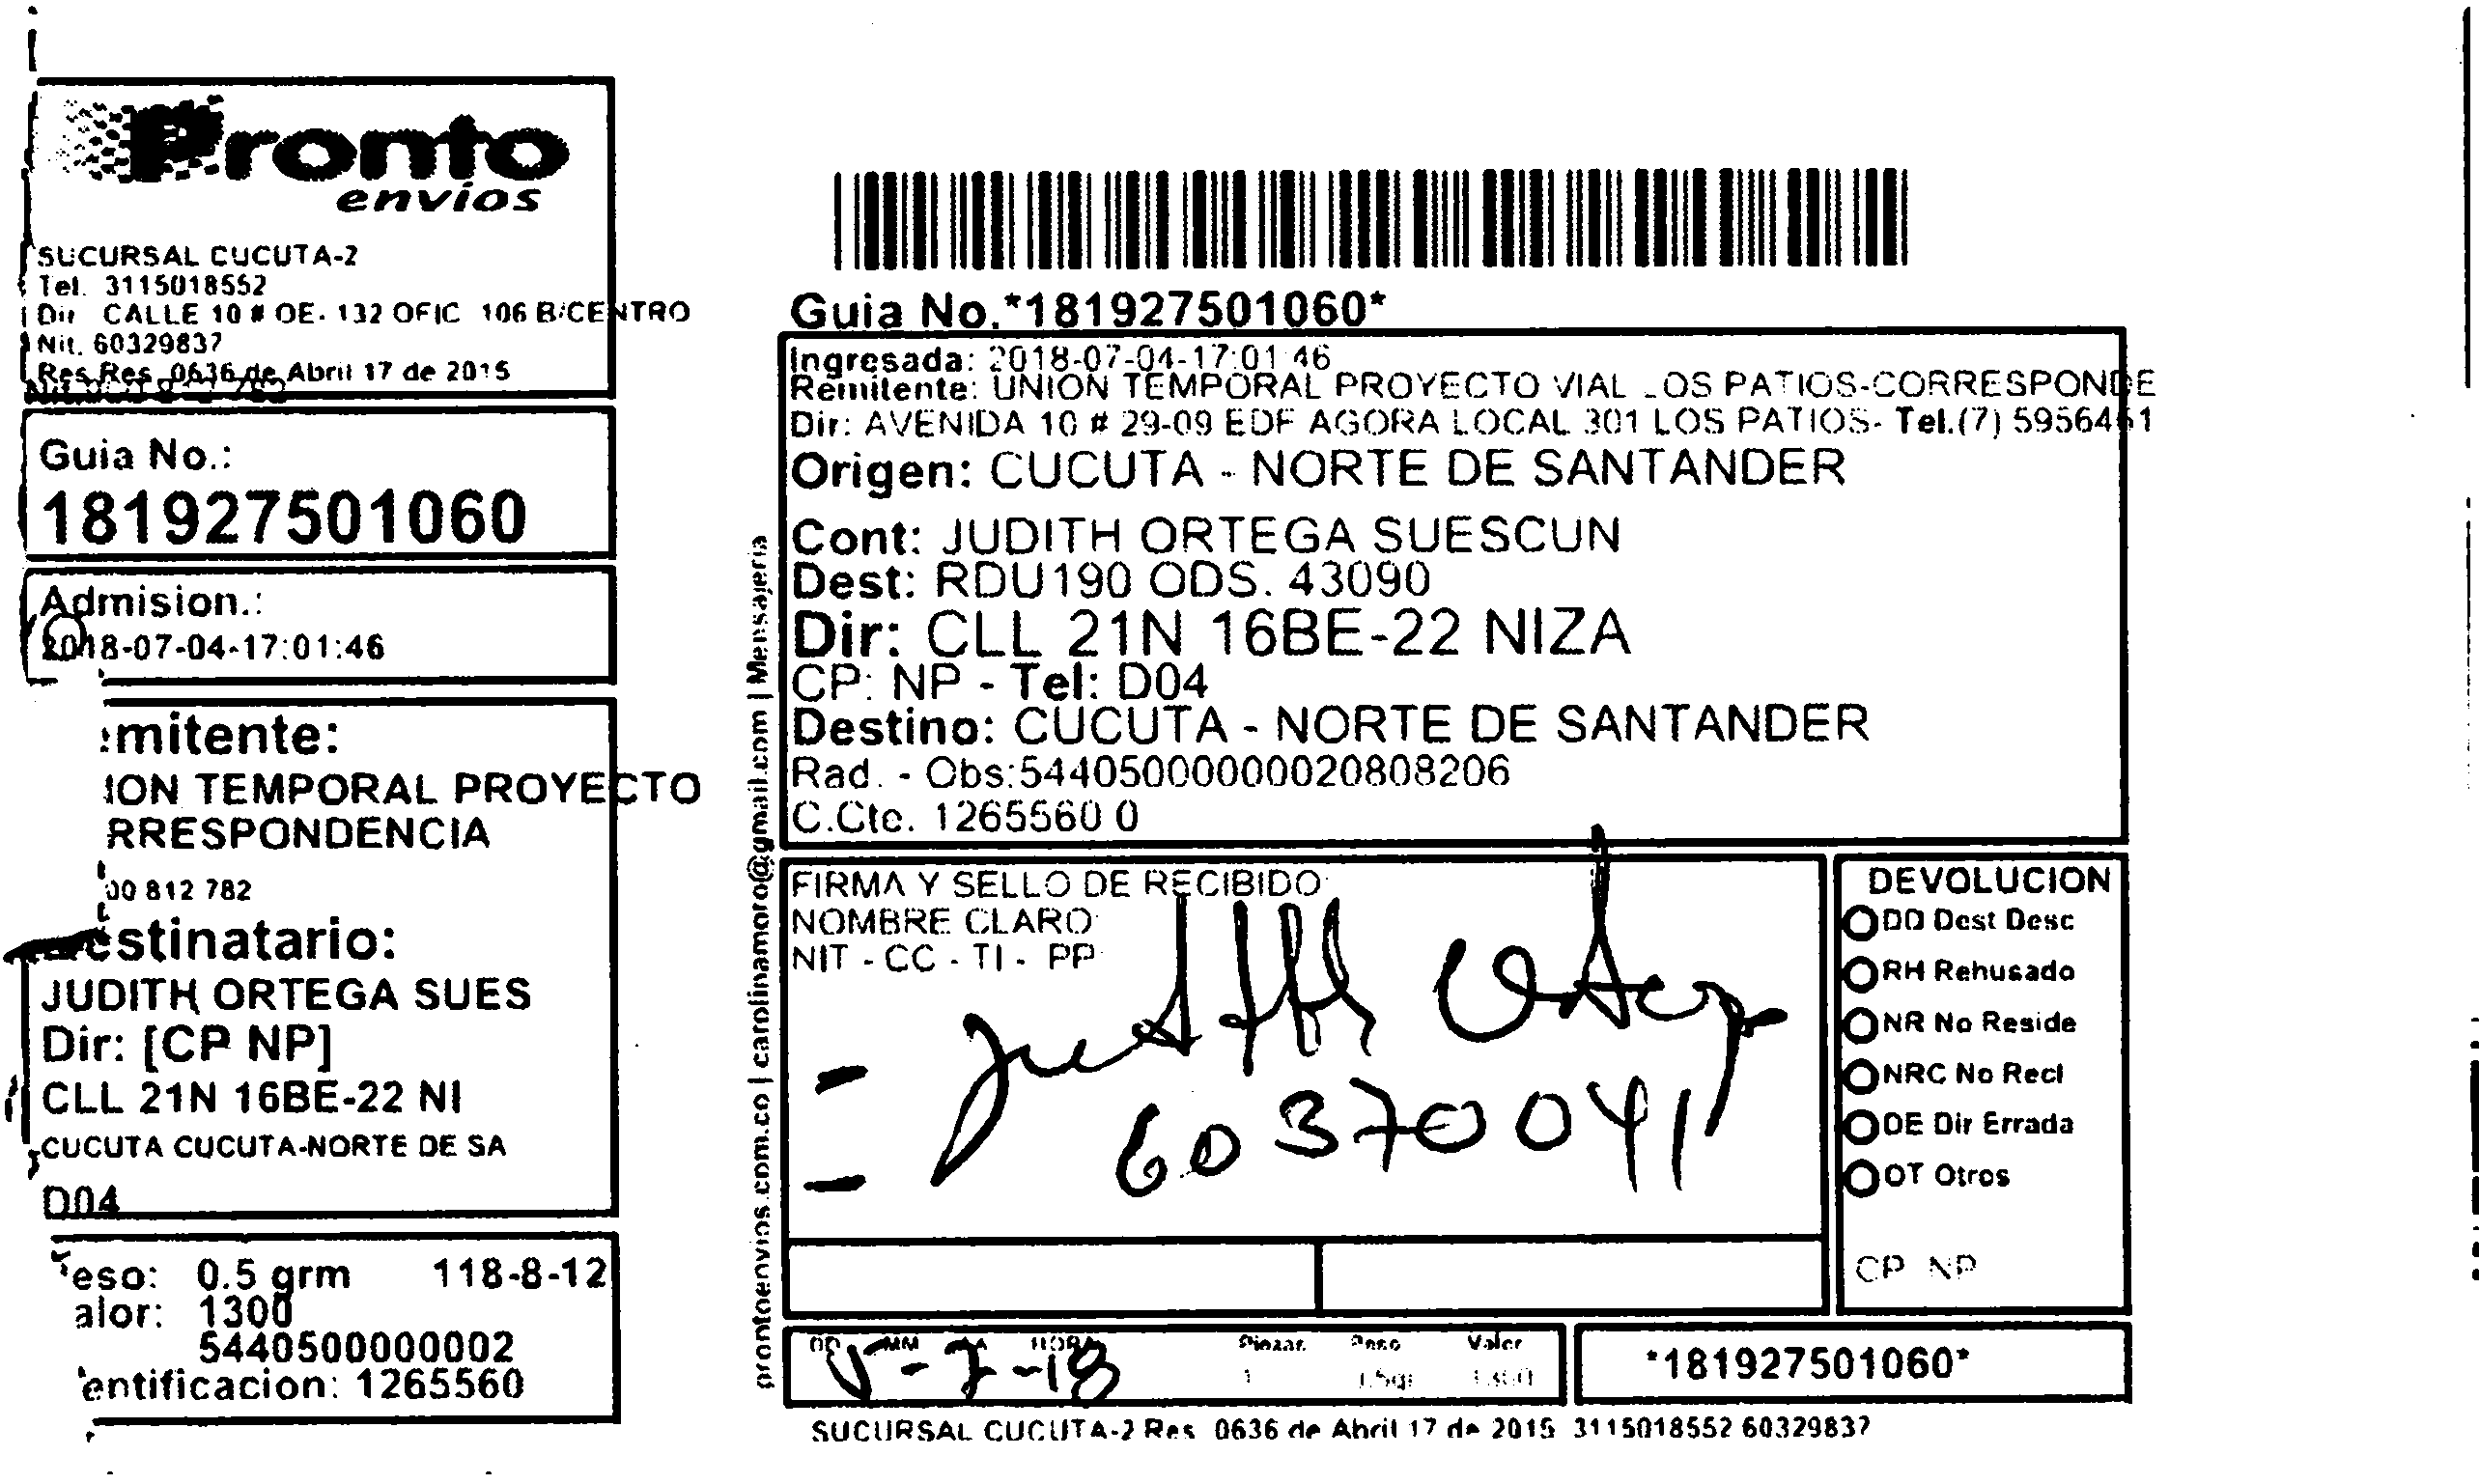 Pronto
envios
SUCURSAL CUCUTA-2
Tel. 3115018552
Dir CALLE 10 # OE- 132 OFIC 106 B/CENTRO
Nit. 60329837
Res.Res. 0636 de Abril 17 de 2015
Guia No.:
181927501060
Admision.:
2018-07-04-17:01:46
mitente:
ION TEMPORAL PROYECTO
RRESPONDENCIA
00 812 782
estinatario:
JUDITH ORTEGA SUES
Dir: [CP NP]
CLL 21N 16BE-22 NI
CUCUTA CUCUTA-NORTE DE SA
D04
eso: 0.5 grm 118-8-12
alor: 1300
5440500000002
entificacion: 1265560
prontoenvios.com.co | carolinamoro@gmail.com | Mensajeria
Guia No.*181927501060*
Ingresada: 2018-07-04-17:01:46
Remitente: UNION TEMPORAL PROYECTO VIAL LOS PATIOS-CORRESPONDE
Dir: AVENIDA 10 # 29-09 EDF AGORA LOCAL 301 LOS PATIOS- Tel.(7) 5956461
Origen: CUCUTA - NORTE DE SANTANDER
Cont: JUDITH ORTEGA SUESCUN
Dest: RDU190 ODS. 43090
Dir: CLL 21N 16BE-22 NIZA
CP: NP - Tel: D04
Destino: CUCUTA - NORTE DE SANTANDER
Rad. - Obs:544050000000020808206
C.Cte. 1265560 0
FIRMA Y SELLO DE RECIBIDO
NOMBRE CLARO
NIT - CC - TI - PP
Judith Ortega
60370041
DEVOLUCION
DD Dest Desc
RH Rehusado
NR No Reside
NRC No Recl
DE Dir Errada
OT Otros
CP NP
DD MM AA HORA Piezas Peso Valor
-7-18 1
*181927501060*
SUCURSAL CUCUTA-2 Res 0636 de Abril 17 de 2015 3115018552 60329837